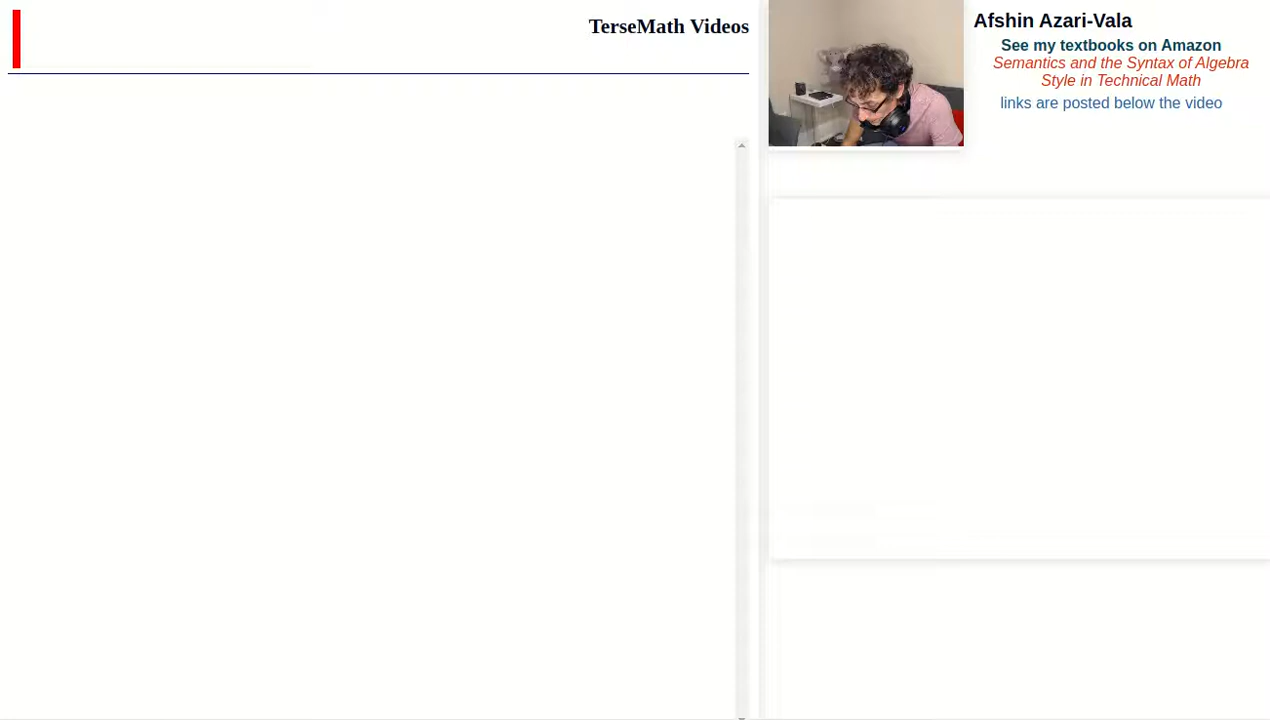 TerseMath Videos
Afshin Azari-Vala
See my textbooks on Amazon
Semantics and the Syntax of Algebra
Style in Technical Math
links are posted below the video